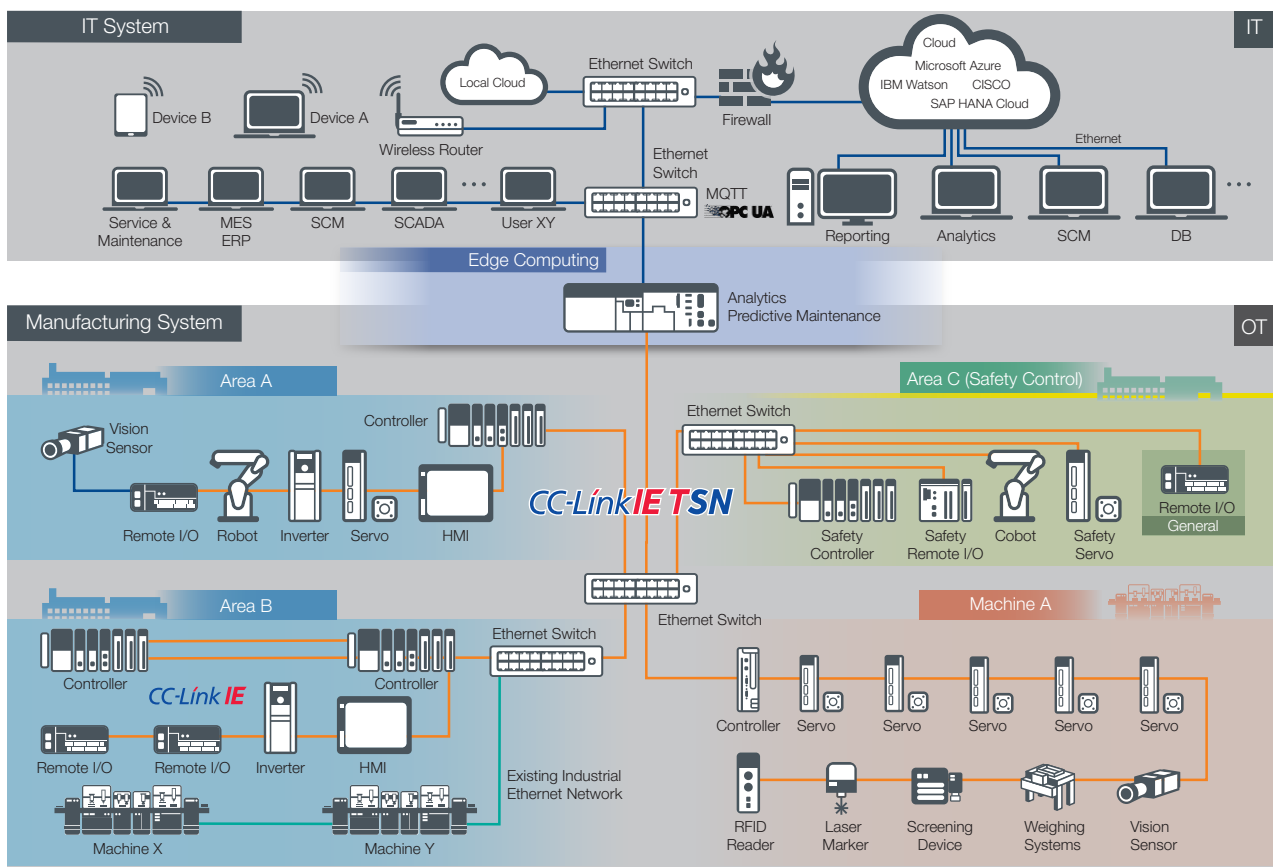 IT System
IT
Cloud
Microsoft Azure
IBM Watson CISCO
SAP HANA Cloud
Local Cloud
Ethernet Switch
Firewall
Device B
Device A
Wireless Router
Ethernet
Switch
Ethernet
MQTT
OPC UA
Service &
Maintenance
MES
ERP
SCM
SCADA
...
User XY
Reporting
Analytics
SCM
DB
...
Edge Computing
Analytics
Predictive Maintenance
Manufacturing System
OT
Area A
Controller
Vision
Sensor
Remote I/O
Robot
Inverter
Servo
HMI
CC-Link IE TSN
Area C (Safety Control)
Ethernet Switch
Safety
Controller
Safety
Remote I/O
Cobot
Safety
Servo
Remote I/O
General
Ethernet Switch
Area B
Ethernet Switch
Controller
Controller
CC-Link IE
Remote I/O
Remote I/O
Inverter
HMI
Existing Industrial
Ethernet Network
Machine X
Machine Y
Machine A
Controller
Servo
Servo
Servo
Servo
Servo
RFID
Reader
Laser
Marker
Screening
Device
Weighing
Systems
Vision
Sensor